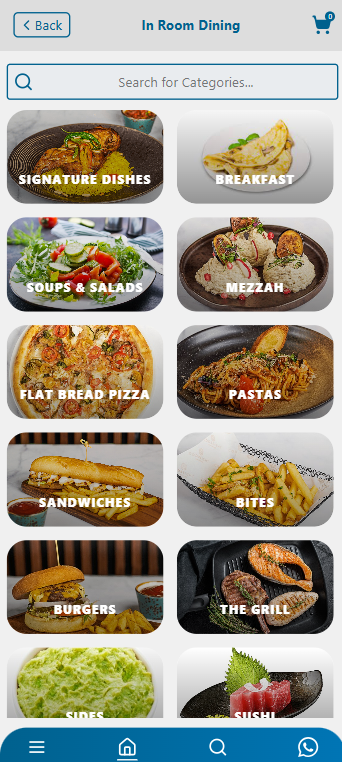 Back
In Room Dining
0
Search for Categories...
SIGNATURE DISHES
BREAKFAST
SOUPS & SALADS
MEZZAH
FLAT BREAD PIZZA
PASTAS
SANDWICHES
BITES
BURGERS
THE GRILL
SIDES
SUSHI